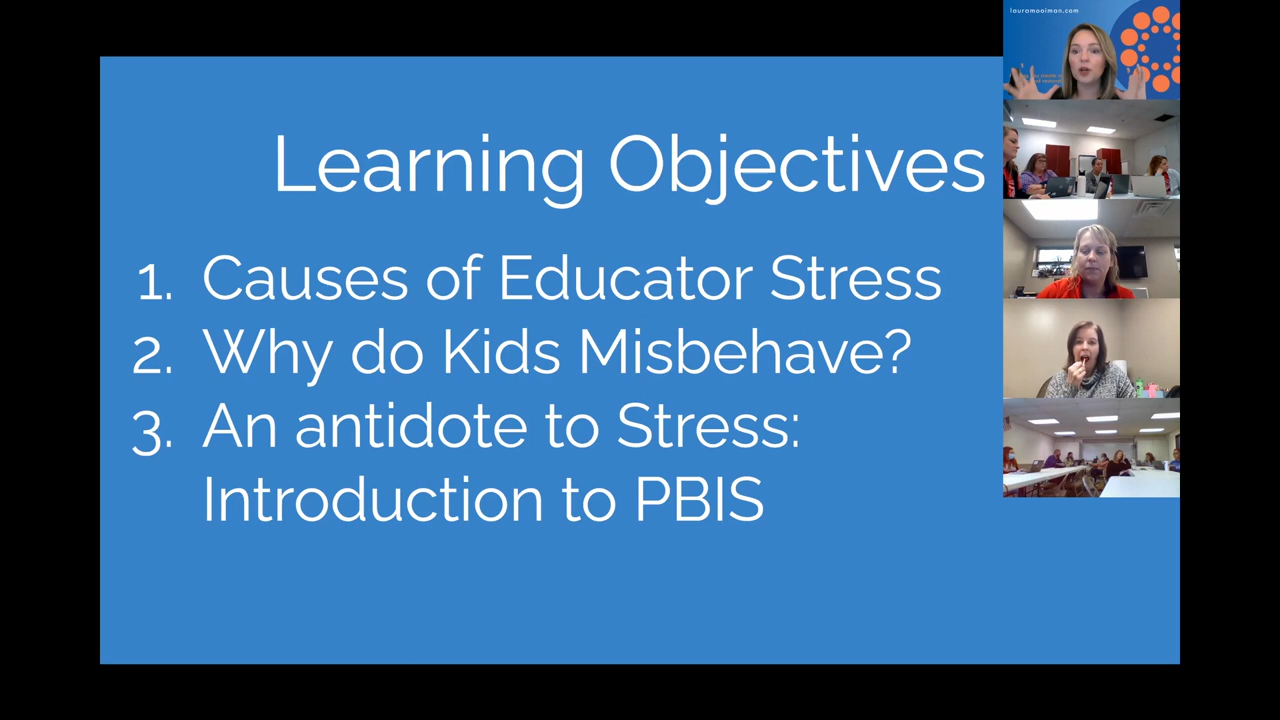 lauramooiman.com
Learning Objectives
1. Causes of Educator Stress
2. Why do Kids Misbehave?
3. An antidote to Stress:
Introduction to PBIS